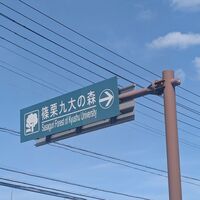 篠栗九大の森
Sasaguri Forest of Kyushu University